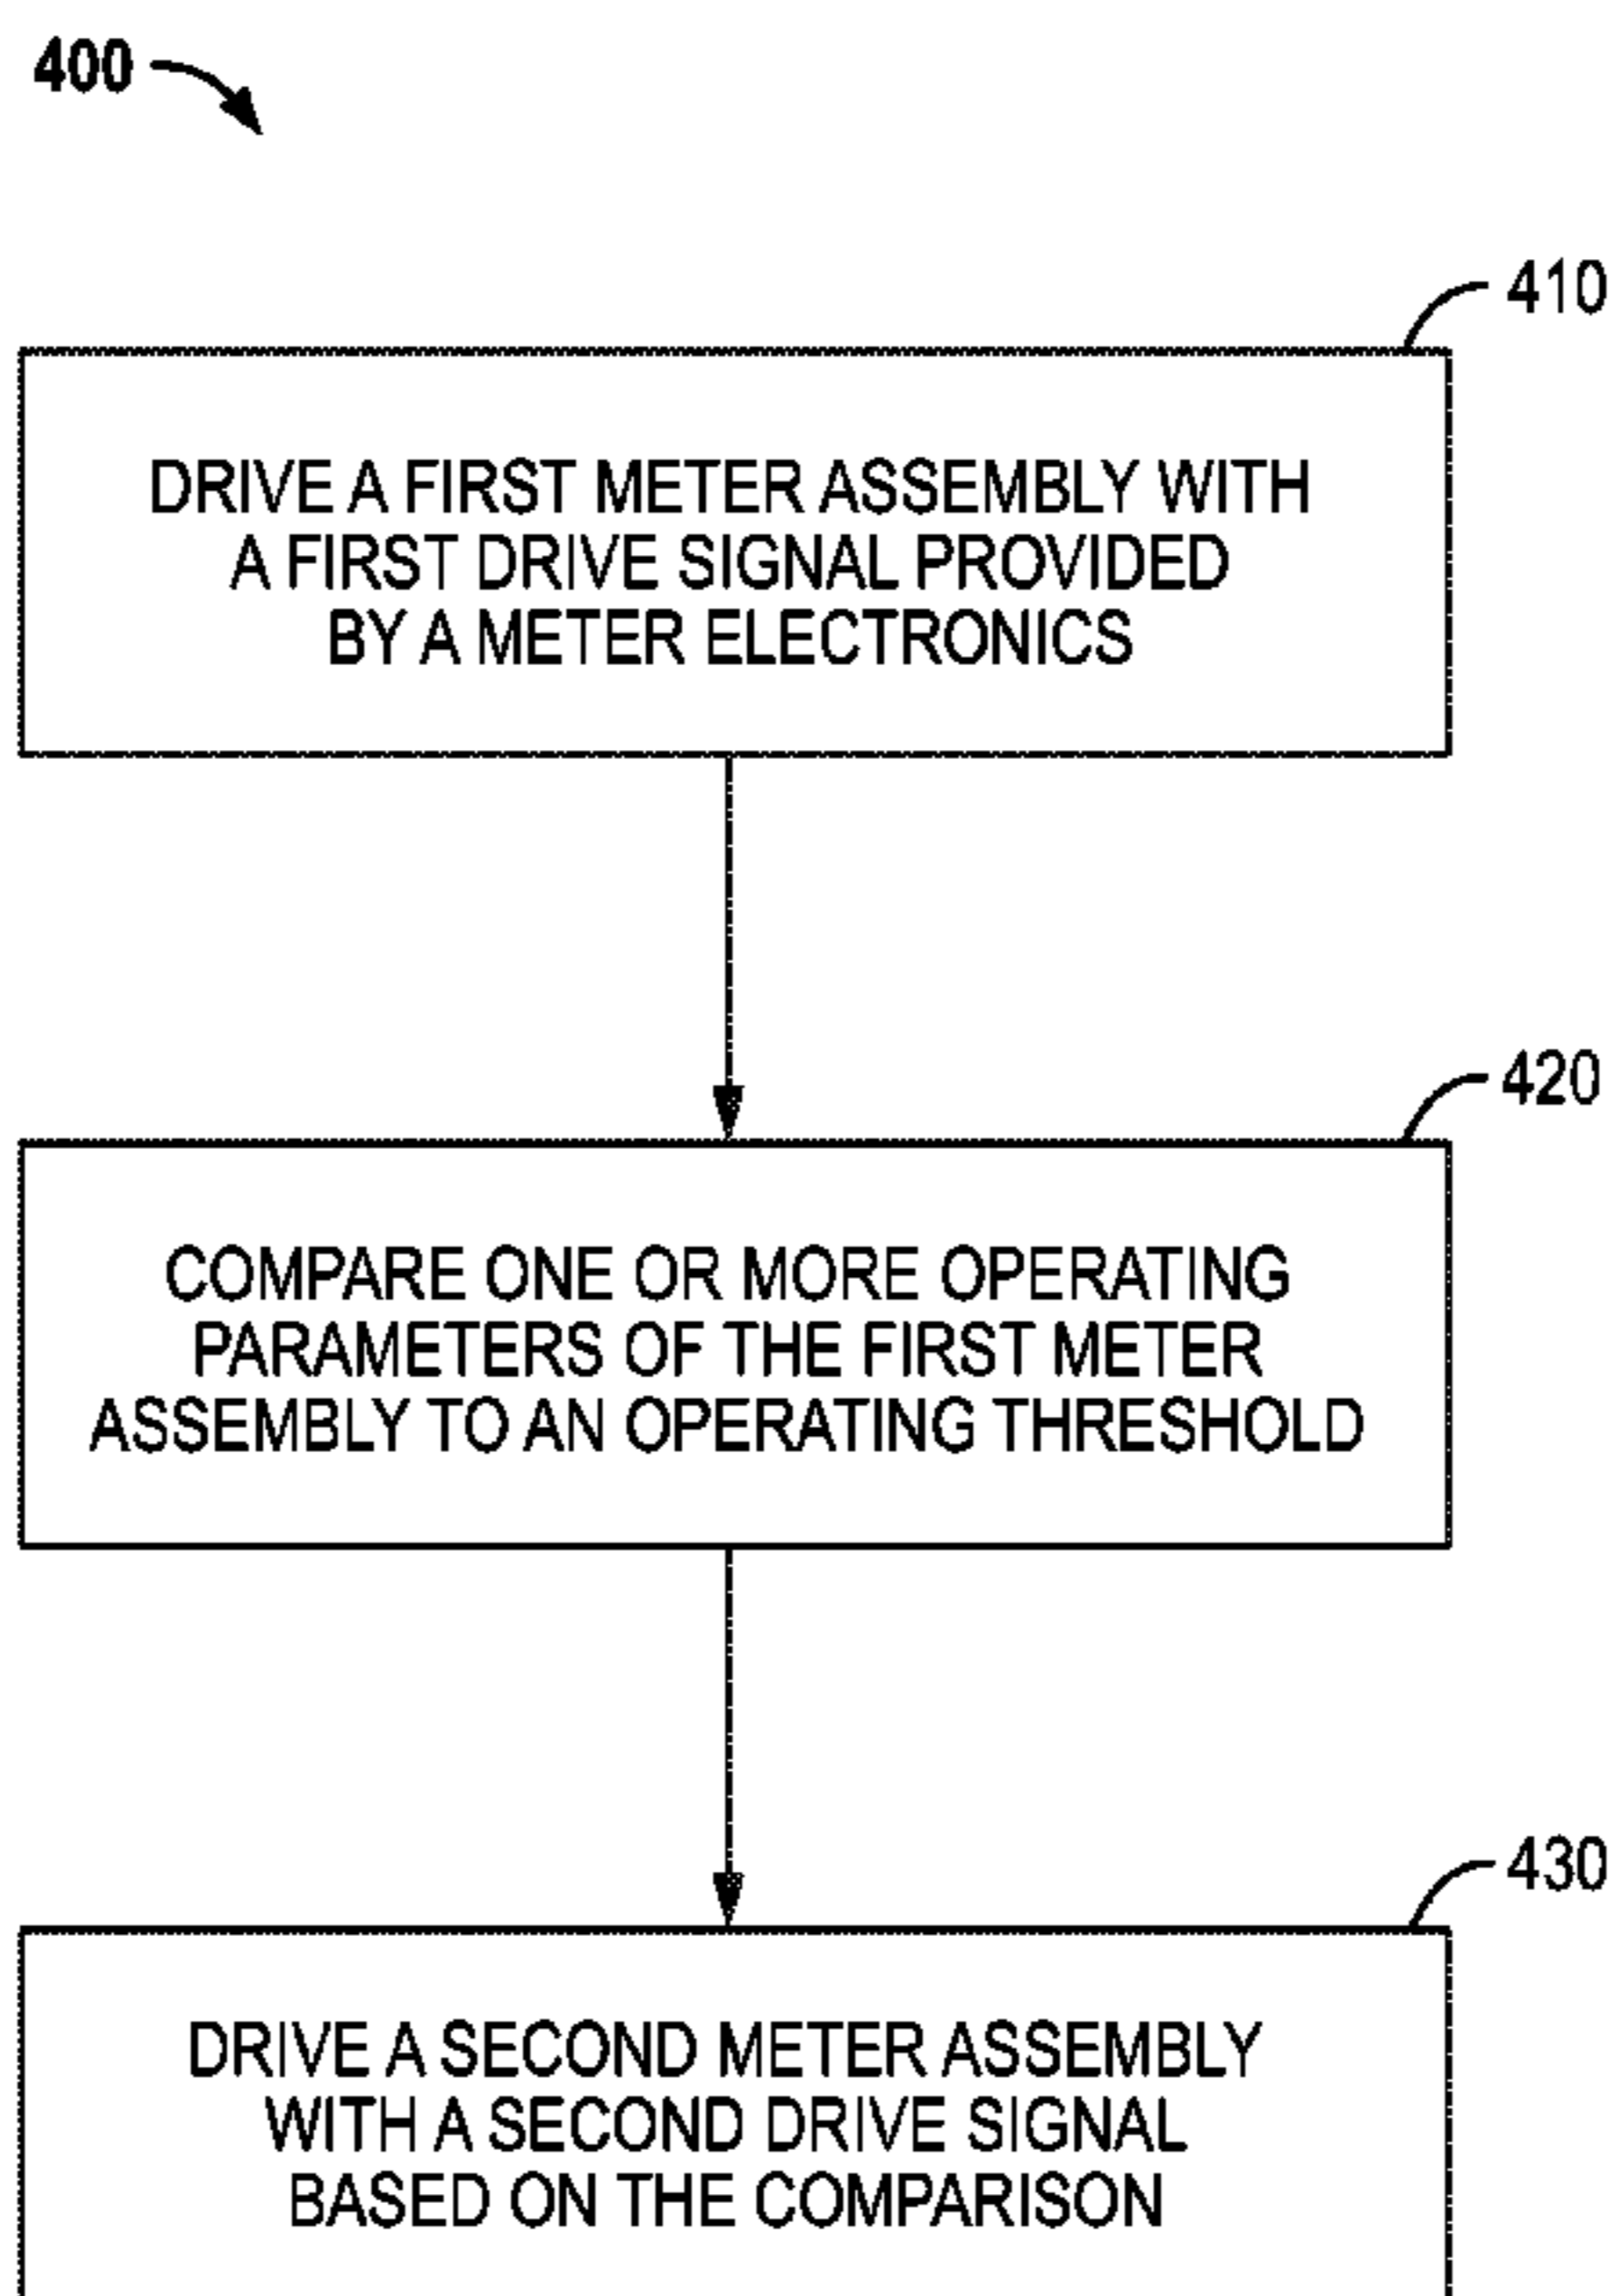 400
410
DRIVE A FIRST METER ASSEMBLY WITH
A FIRST DRIVE SIGNAL PROVIDED
BY A METER ELECTRONICS
420
COMPARE ONE OR MORE OPERATING
PARAMETERS OF THE FIRST METER
ASSEMBLY TO AN OPERATING THRESHOLD
430
DRIVE A SECOND METER ASSEMBLY
WITH A SECOND DRIVE SIGNAL
BASED ON THE COMPARISON